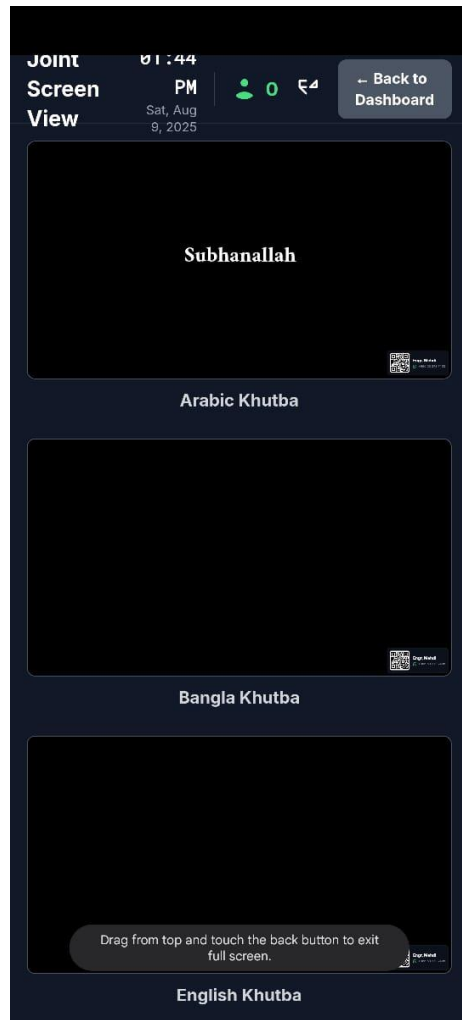 Joint
Screen
View
01:44
PM
Sat, Aug
9, 2025
0
← Back to
Dashboard
Subhanallah
Arabic Khutba
Bangla Khutba
Drag from top and touch the back button to exit
full screen.
English Khutba